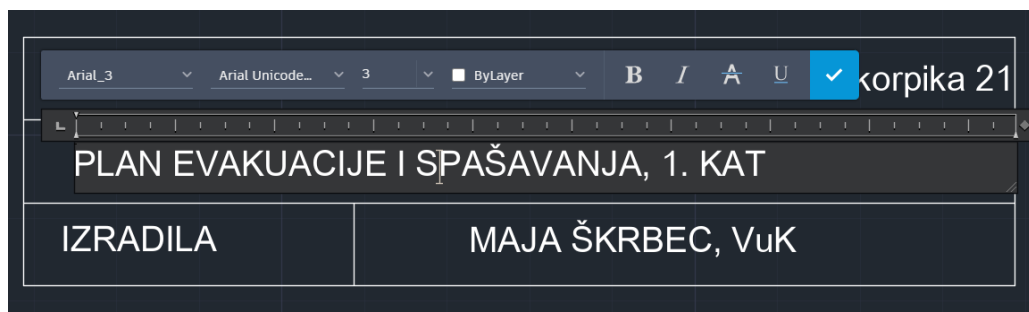 Arial_3 Arial Unicode... 3 ByLayer B I A U
korpika 21
PLAN EVAKUACIJE I SPAŠAVANJA, 1. KAT
IZRADILA MAJA ŠKRBEC, VuK